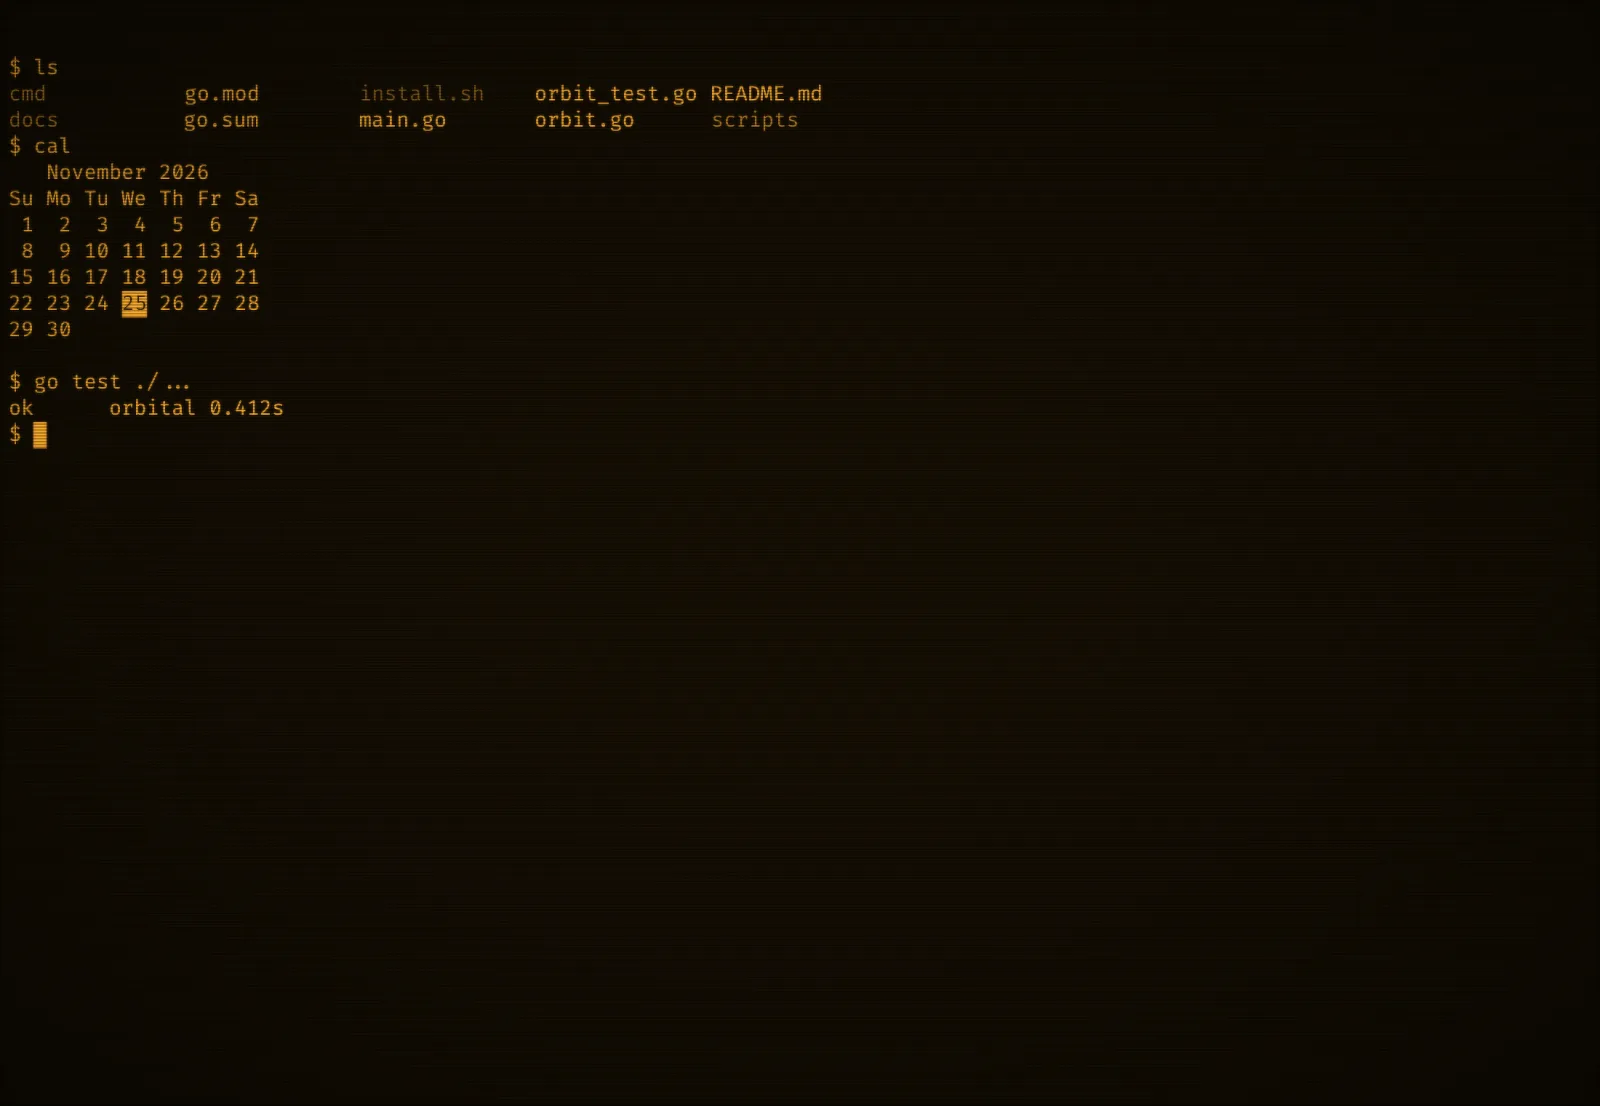 $ ls
cmd           go.mod        install.sh    orbit_test.go README.md
docs          go.sum        main.go       orbit.go      scripts
$ cal
   November 2026
Su Mo Tu We Th Fr Sa
 1  2  3  4  5  6  7
 8  9 10 11 12 13 14
15 16 17 18 19 20 21
22 23 24 25 26 27 28
29 30

$ go test ./...
ok      orbital 0.412s
$